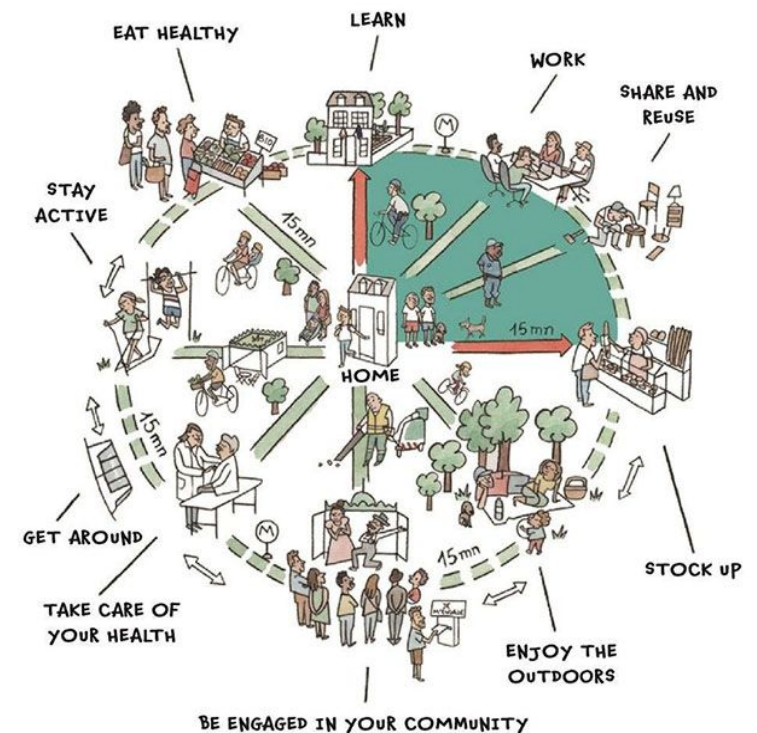 LEARN
EAT HEALTHY
WORK
SHARE AND
REUSE
BIO
M
STAY
ACTIVE
15mn
15mn
HOME
15mn
GET AROUND
M
15mn
STOCK UP
TAKE CARE OF
YOUR HEALTH
ENJOY THE
OUTDOORS
BE ENGAGED IN YOUR COMMUNITY